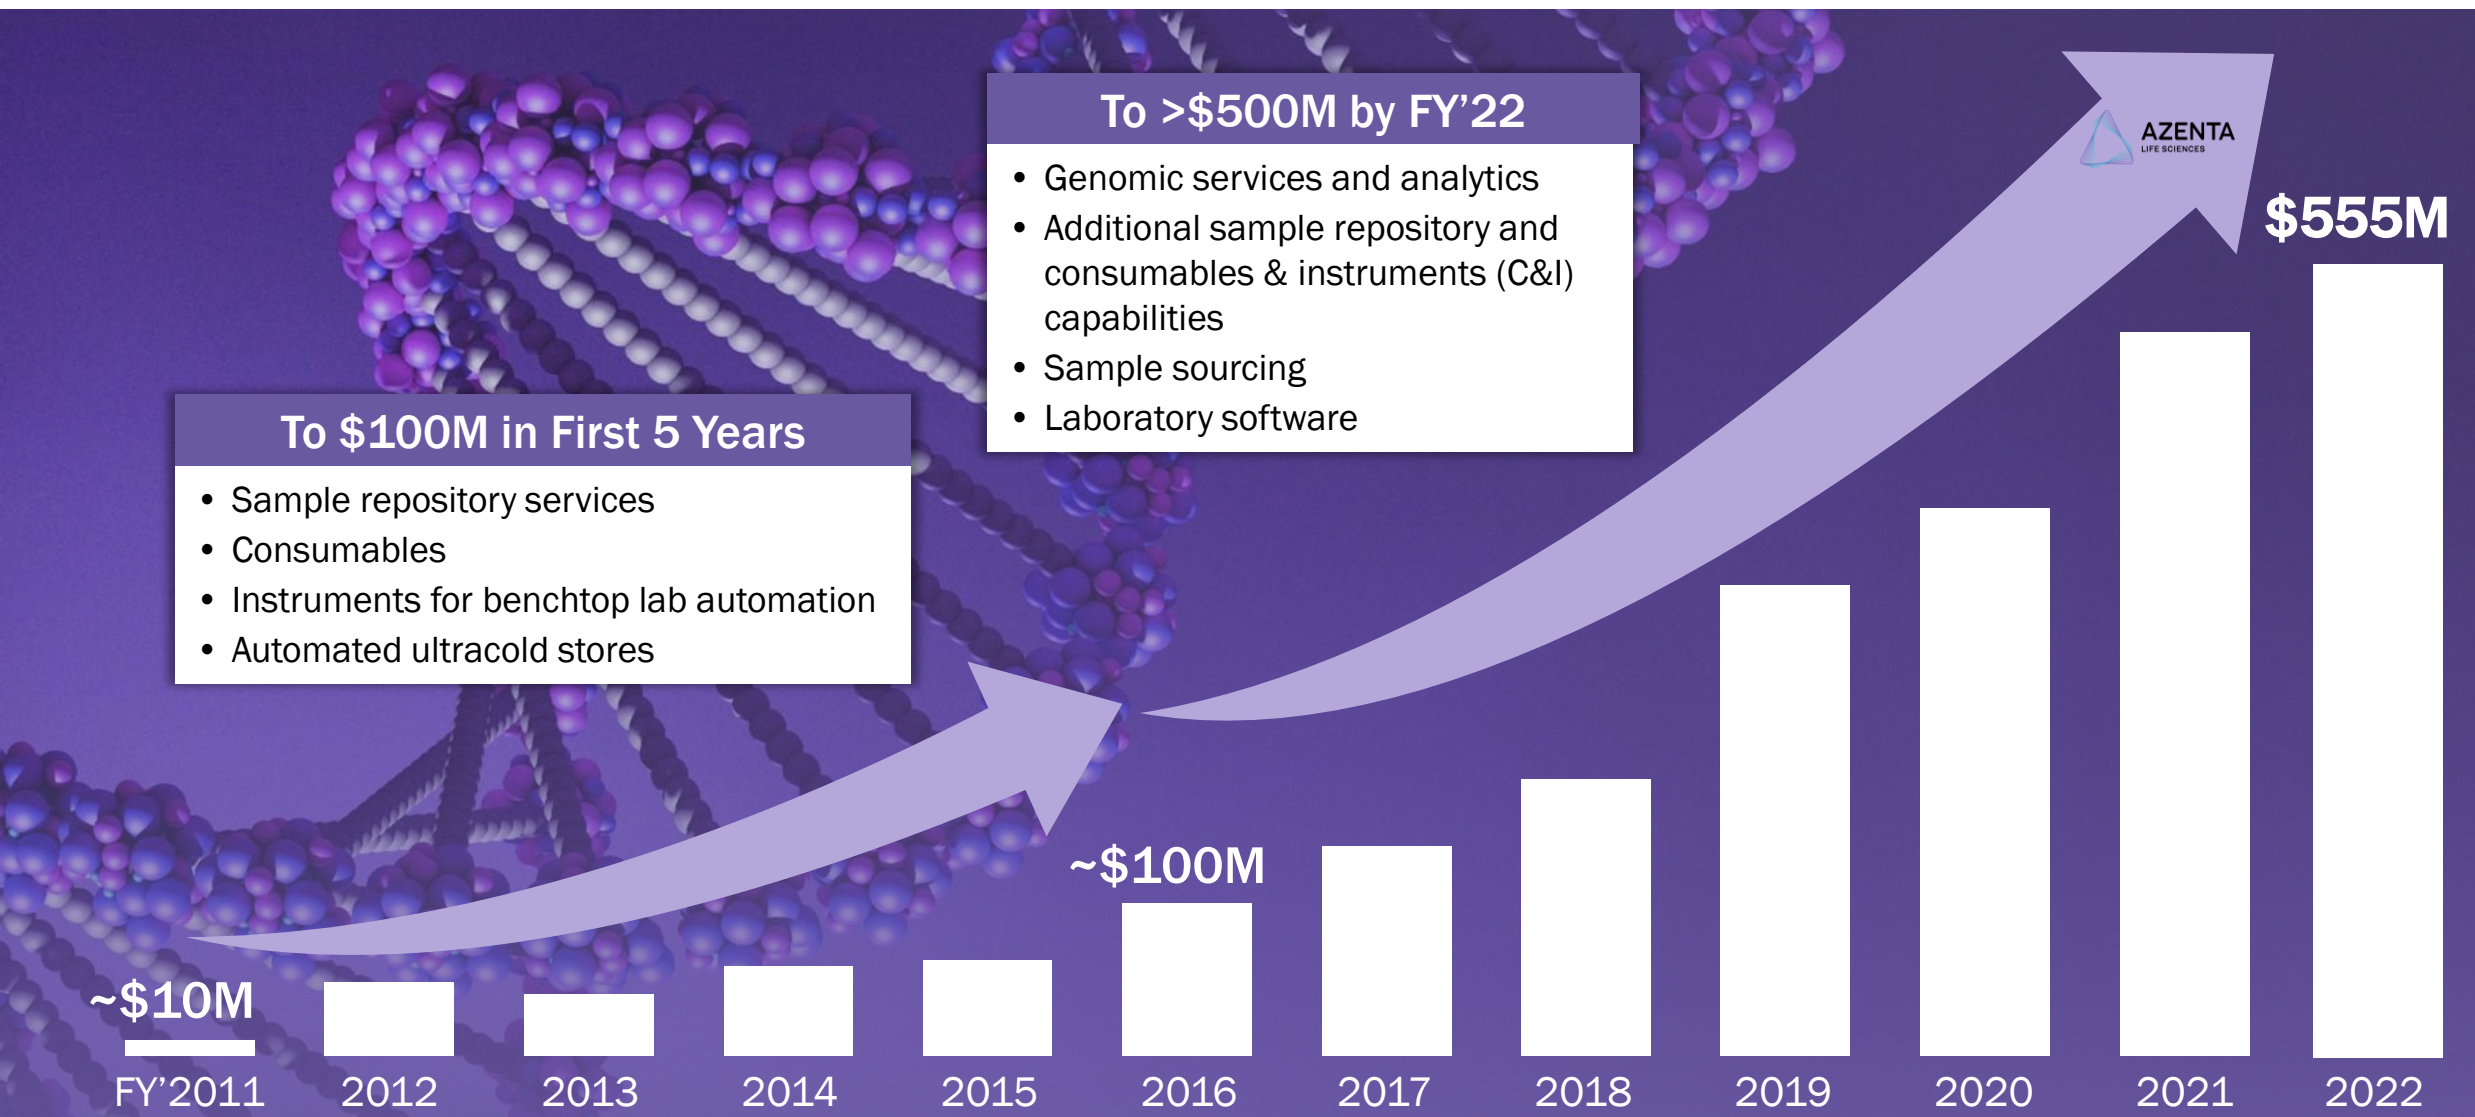 To >$500M by FY’22
• Genomic services and analytics
• Additional sample repository and
consumables & instruments (C&I)
capabilities
• Sample sourcing
• Laboratory software
AZENTA
LIFE SCIENCES
$555M
To $100M in First 5 Years
• Sample repository services
• Consumables
• Instruments for benchtop lab automation
• Automated ultracold stores
~$100M
~$10M
FY’2011 2012 2013 2014 2015 2016 2017 2018 2019 2020 2021 2022